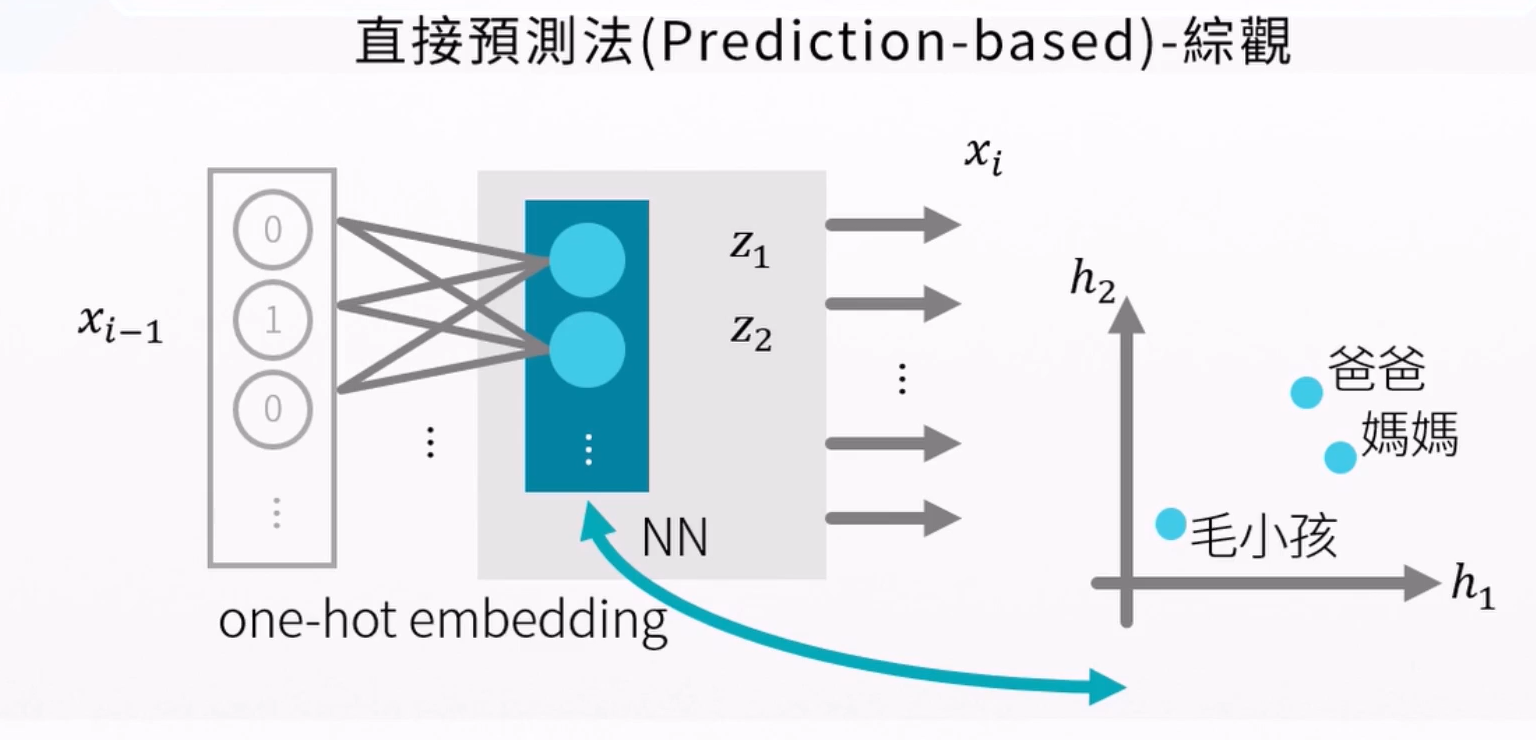 直接預測法(Prediction-based)-綜觀
x_{i-1}
0
1
0
⋮
one-hot embedding
⋮
⋮
NN
z_1
z_2
x_i
⋮
h_2
爸爸
媽媽
毛小孩
h_1